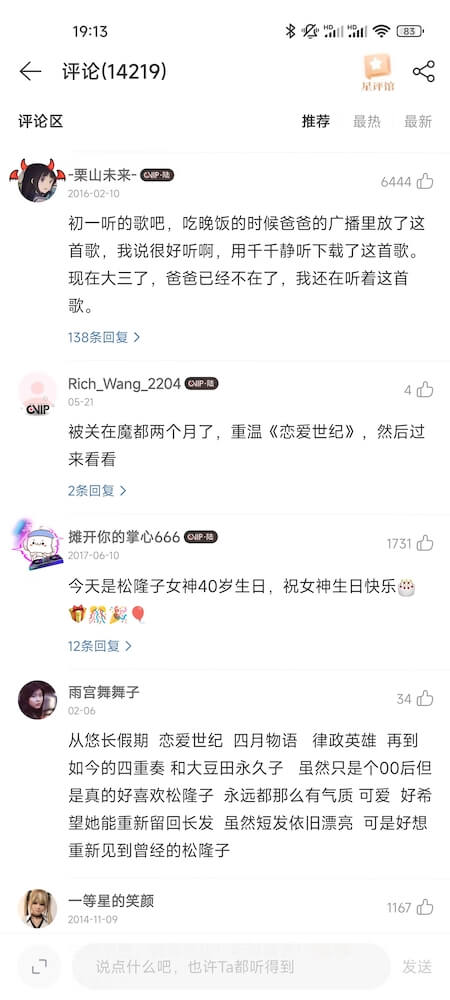 19:13
HD HD 83
评论(14219)
星评馆
评论区 推荐 最热 最新
-栗山未来- CVIP·陆
2016-02-10
6444
初一听的歌吧，吃晚饭的时候爸爸的广播里放了这
首歌，我说很好听啊，用千千静听下载了这首歌。
现在大三了，爸爸已经不在了，我还在听着这首
歌。
138条回复
Rich_Wang_2204 CVIP·陆
05-21
4
CVIP
被关在魔都两个月了，重温《恋爱世纪》，然后过
来看看
2条回复
摊开你的掌心666 CVIP·陆
2017-06-10
1731
今天是松隆子女神40岁生日，祝女神生日快乐🎂
🎁🎊🎉🎈
12条回复
雨宫舞舞子
02-06
34
从悠长假期 恋爱世纪 四月物语 律政英雄 再到
如今的四重奏 和大豆田永久子 虽然只是个00后但
是真的好喜欢松隆子 永远都那么有气质 可爱 好希
望她能重新留回长发 虽然短发依旧漂亮 可是好想
重新见到曾经的松隆子
一等星的笑颜
2014-11-09
1167
说点什么吧，也许Ta都听得到
发送